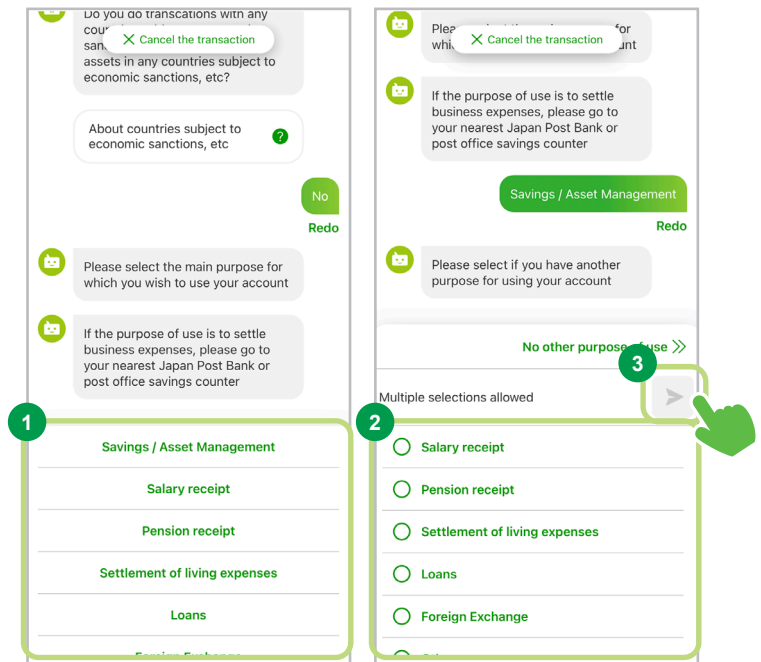 Do you do transcations with any
cour
✕ Cancel the transaction
san
assets in any countries subject to
economic sanctions, etc?
About countries subject to
economic sanctions, etc
?
No
Redo
Please select the main purpose for
which you wish to use your account
If the purpose of use is to settle
business expenses, please go to
your nearest Japan Post Bank or
post office savings counter
1
Savings / Asset Management
Salary receipt
Pension receipt
Settlement of living expenses
Loans
Foreign Exchange
for
✕ Cancel the transaction
If the purpose of use is to settle
business expenses, please go to
your nearest Japan Post Bank or
post office savings counter
Savings / Asset Management
Redo
Please select if you have another
purpose for using your account
No other purpose of use
3
Multiple selections allowed
2
Salary receipt
Pension receipt
Settlement of living expenses
Loans
Foreign Exchange